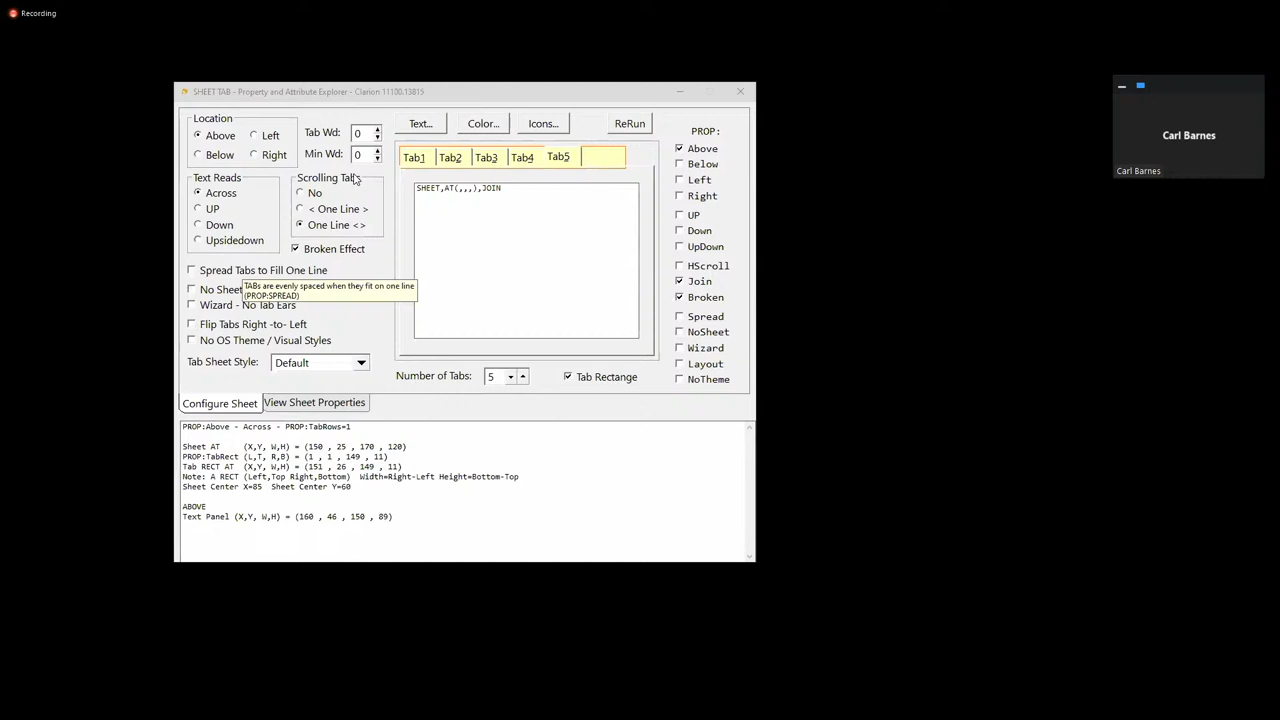 Recording
SHEET TAB - Property and Attribute Explorer - Clarion 11100.13815
Location
Above
Left
Below
Right
Tab Wd: 0
Min Wd: 0
Text Reads
Across
UP
Down
Upsidedown
Scrolling Tabs
No
< One Line >
One Line <>
Broken Effect
Spread Tabs to Fill One Line
No Sheet
TABs are evenly spaced when they fit on one line
(PROP:SPREAD)
Wizard - No Tab Ears
Flip Tabs Right -to- Left
No OS Theme / Visual Styles
Tab Sheet Style: Default
Text...
Color...
Icons...
ReRun
Tab1 Tab2 Tab3 Tab4 Tab5
SHEET,AT(,,,),JOIN
Number of Tabs: 5
Tab Rectange
PROP:
Above
Below
Left
Right
UP
Down
UpDown
HScroll
Join
Broken
Spread
NoSheet
Wizard
Layout
NoTheme
Configure Sheet
View Sheet Properties
PROP:Above - Across - PROP:TabRows=1
Sheet AT (X,Y, W,H) = (150 , 25 , 170 , 120)
PROP:TabRect (L,T, R,B) = (1 , 1 , 149 , 11)
Tab RECT AT (X,Y, W,H) = (151 , 26 , 149 , 11)
Note: A RECT (Left,Top Right,Bottom) Width=Right-Left Height=Bottom-Top
Sheet Center X=85 Sheet Center Y=60
ABOVE
Text Panel (X,Y, W,H) = (160 , 46 , 150 , 89)
Carl Barnes
Carl Barnes